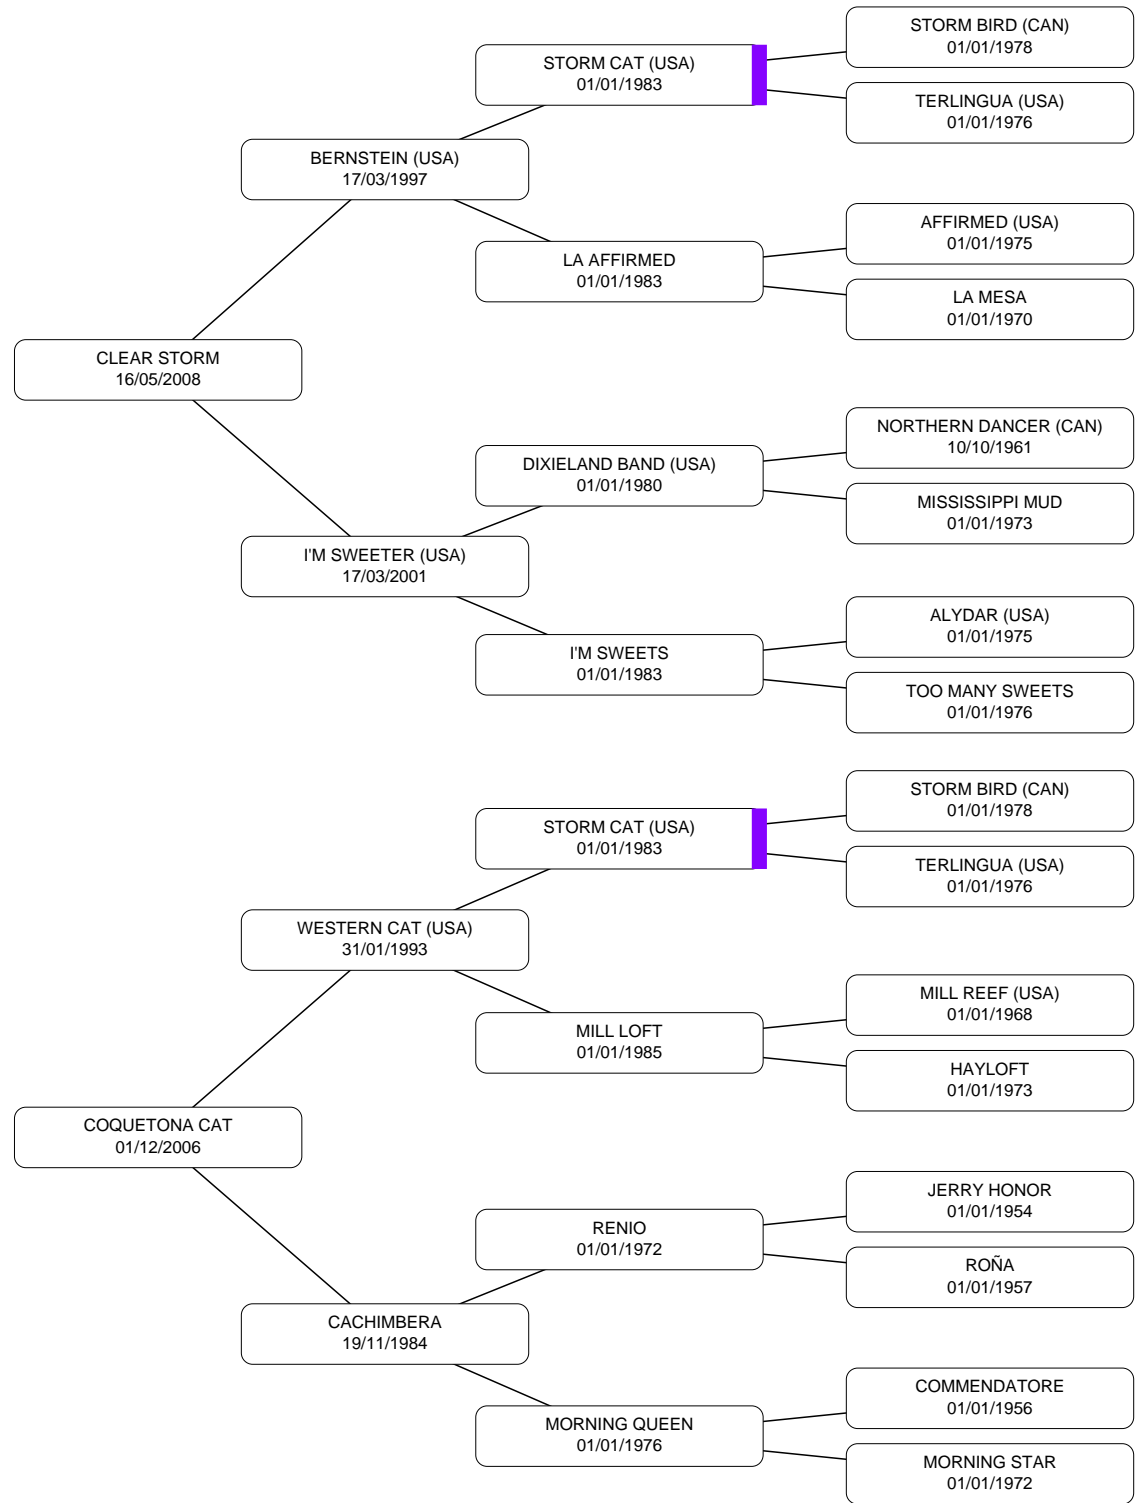 STORM BIRD (CAN)
01/01/1978
STORM CAT (USA)
01/01/1983
TERLINGUA (USA)
01/01/1976
BERNSTEIN (USA)
17/03/1997
AFFIRMED (USA)
01/01/1975
LA AFFIRMED
01/01/1983
LA MESA
01/01/1970
CLEAR STORM
16/05/2008
NORTHERN DANCER (CAN)
10/10/1961
DIXIELAND BAND (USA)
01/01/1980
MISSISSIPPI MUD
01/01/1973
I'M SWEETER (USA)
17/03/2001
ALYDAR (USA)
01/01/1975
I'M SWEETS
01/01/1983
TOO MANY SWEETS
01/01/1976
STORM BIRD (CAN)
01/01/1978
STORM CAT (USA)
01/01/1983
TERLINGUA (USA)
01/01/1976
WESTERN CAT (USA)
31/01/1993
MILL REEF (USA)
01/01/1968
MILL LOFT
01/01/1985
HAYLOFT
01/01/1973
COQUETONA CAT
01/12/2006
JERRY HONOR
01/01/1954
RENIO
01/01/1972
ROÑA
01/01/1957
CACHIMBERA
19/11/1984
COMMENDATORE
01/01/1956
MORNING QUEEN
01/01/1976
MORNING STAR
01/01/1972